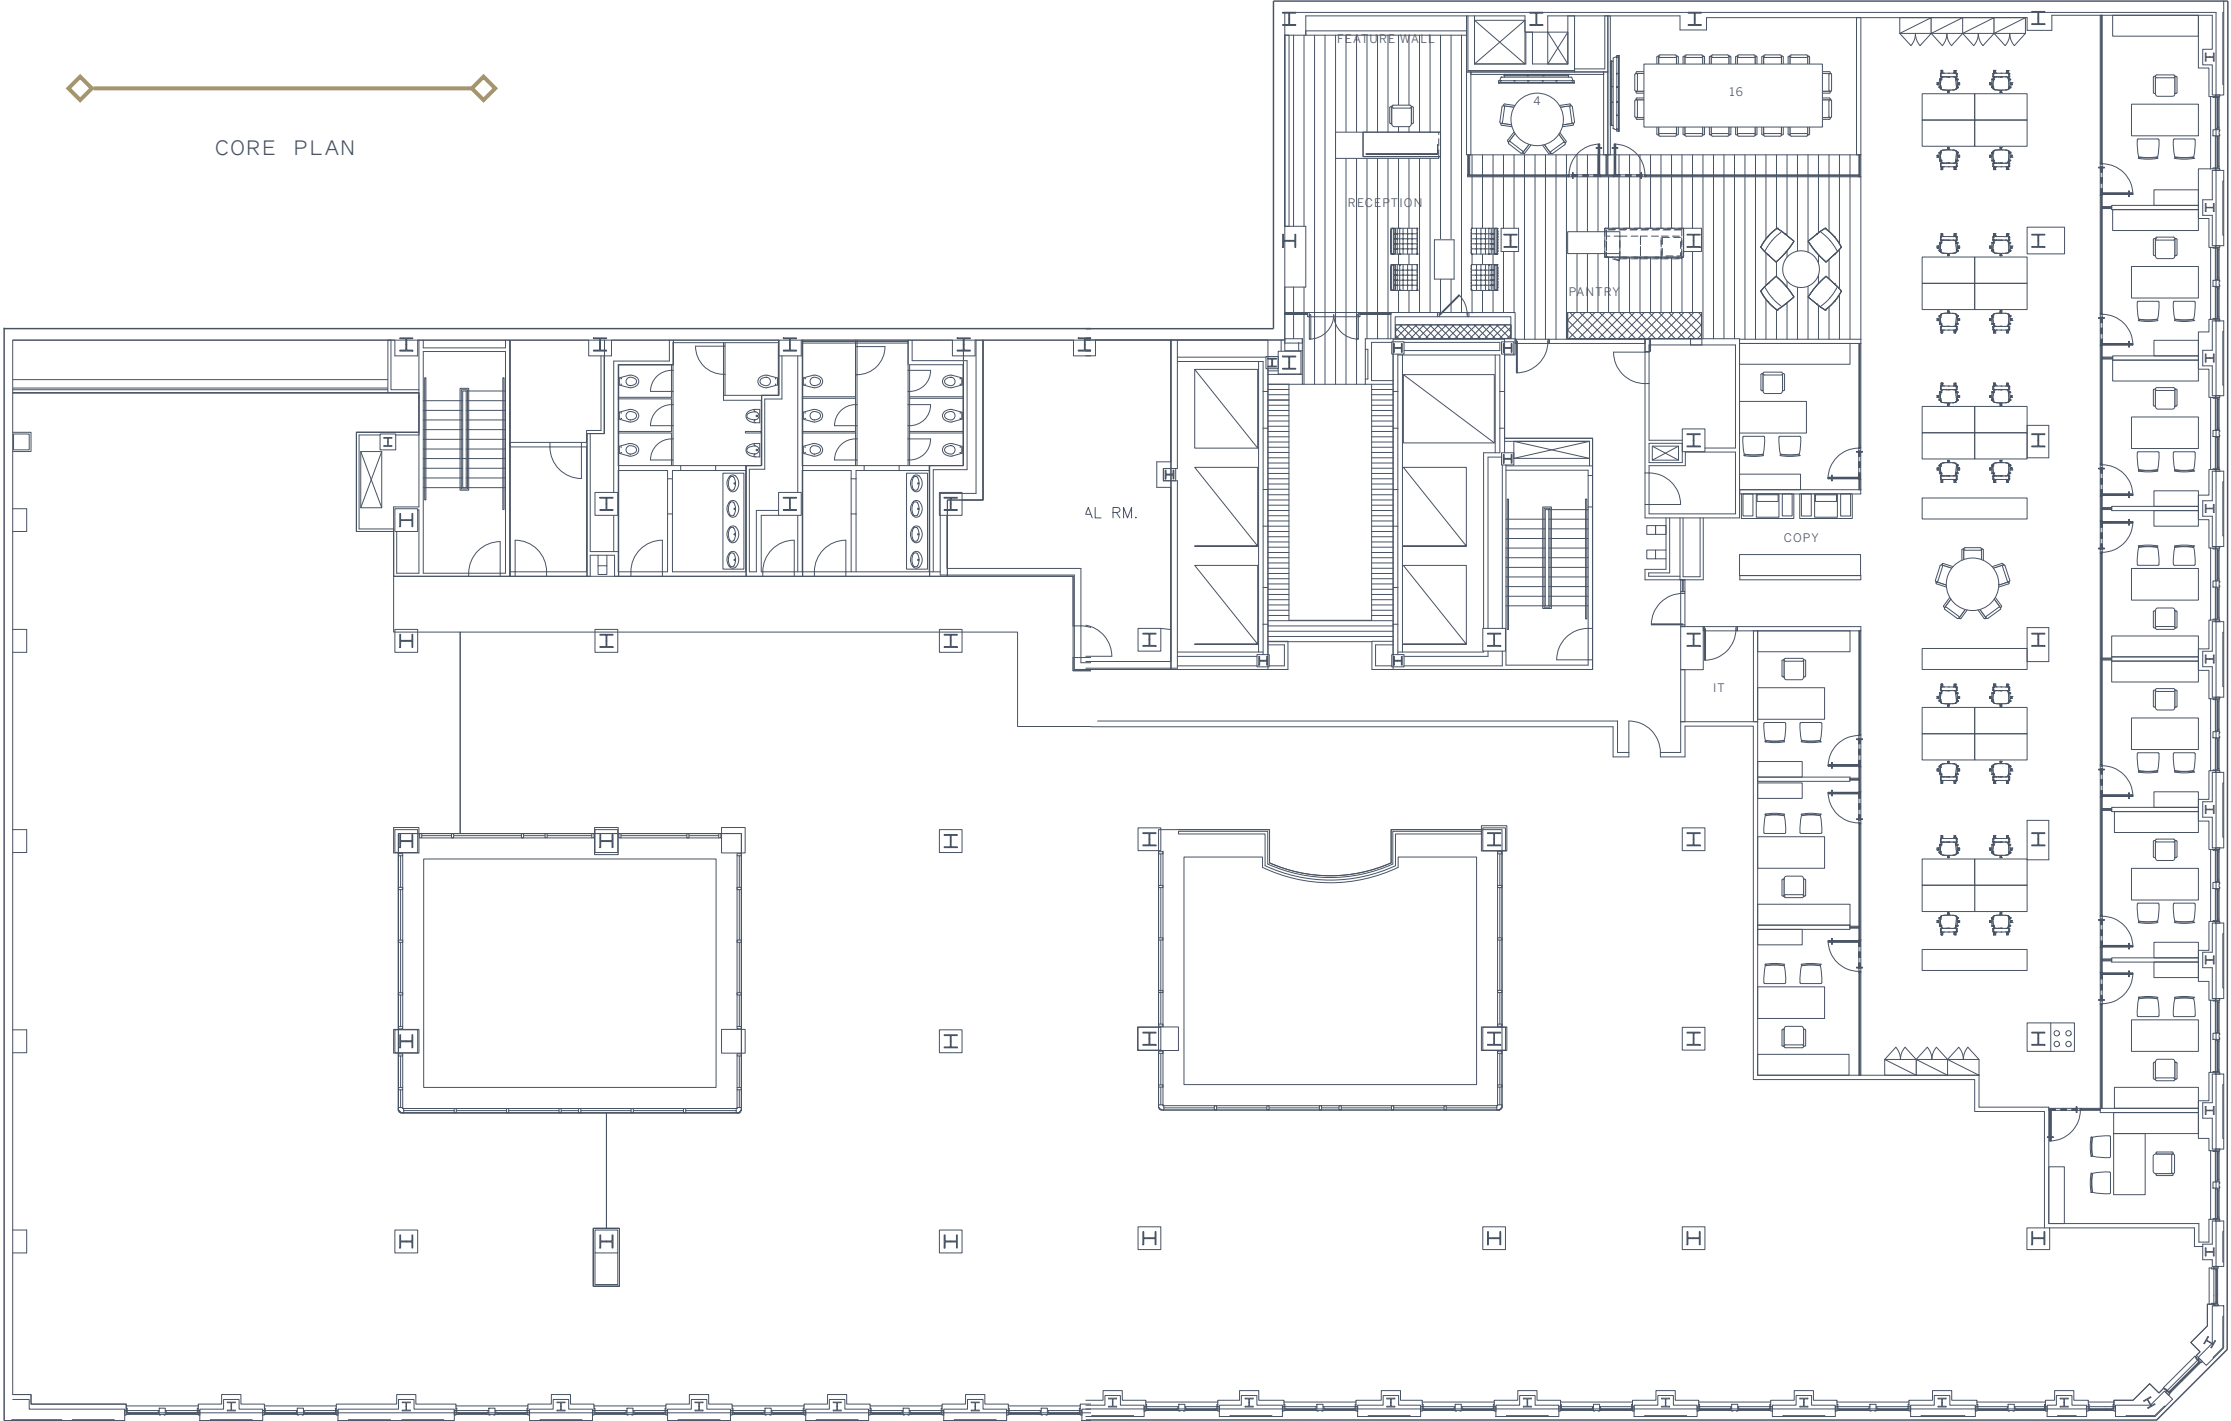 CORE PLAN
FEATURE WALL
4
16
RECEPTION
PANTRY
AL RM.
COPY
IT